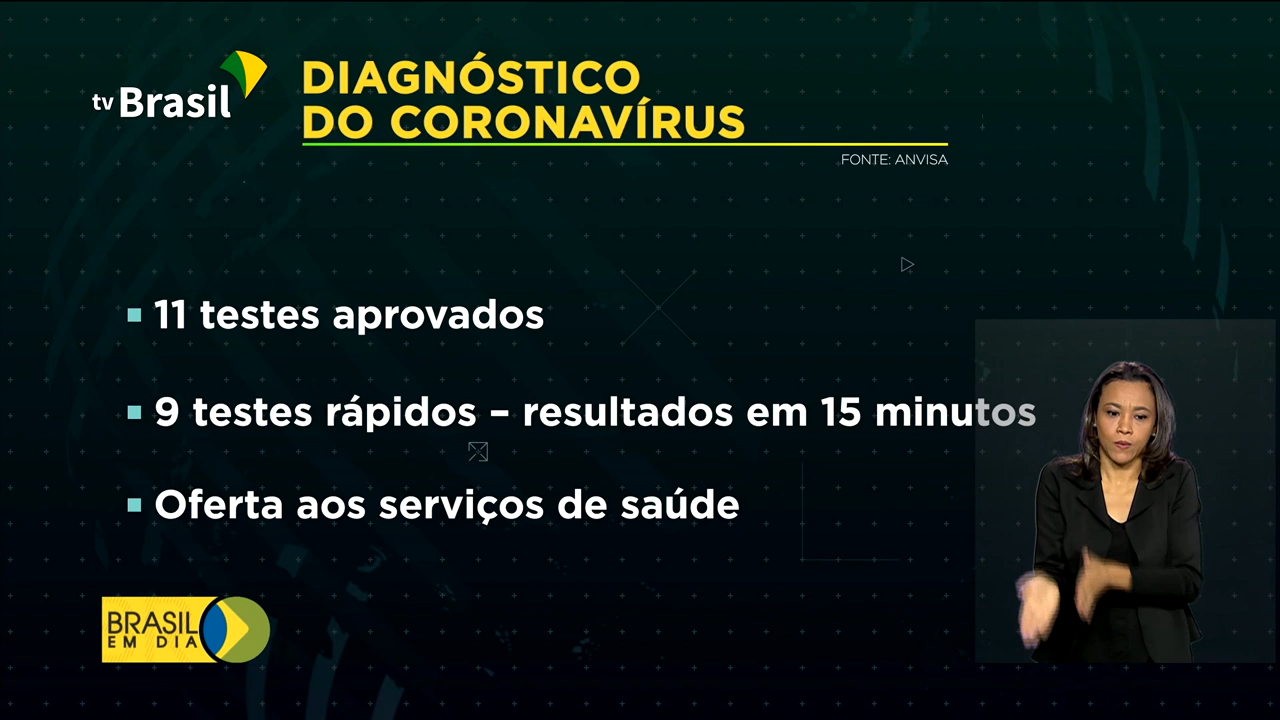 tv Brasil
DIAGNÓSTICO
DO CORONAVÍRUS
FONTE: ANVISA
11 testes aprovados
9 testes rápidos – resultados em 15 minutos
Oferta aos serviços de saúde
BRASIL
EM DIA